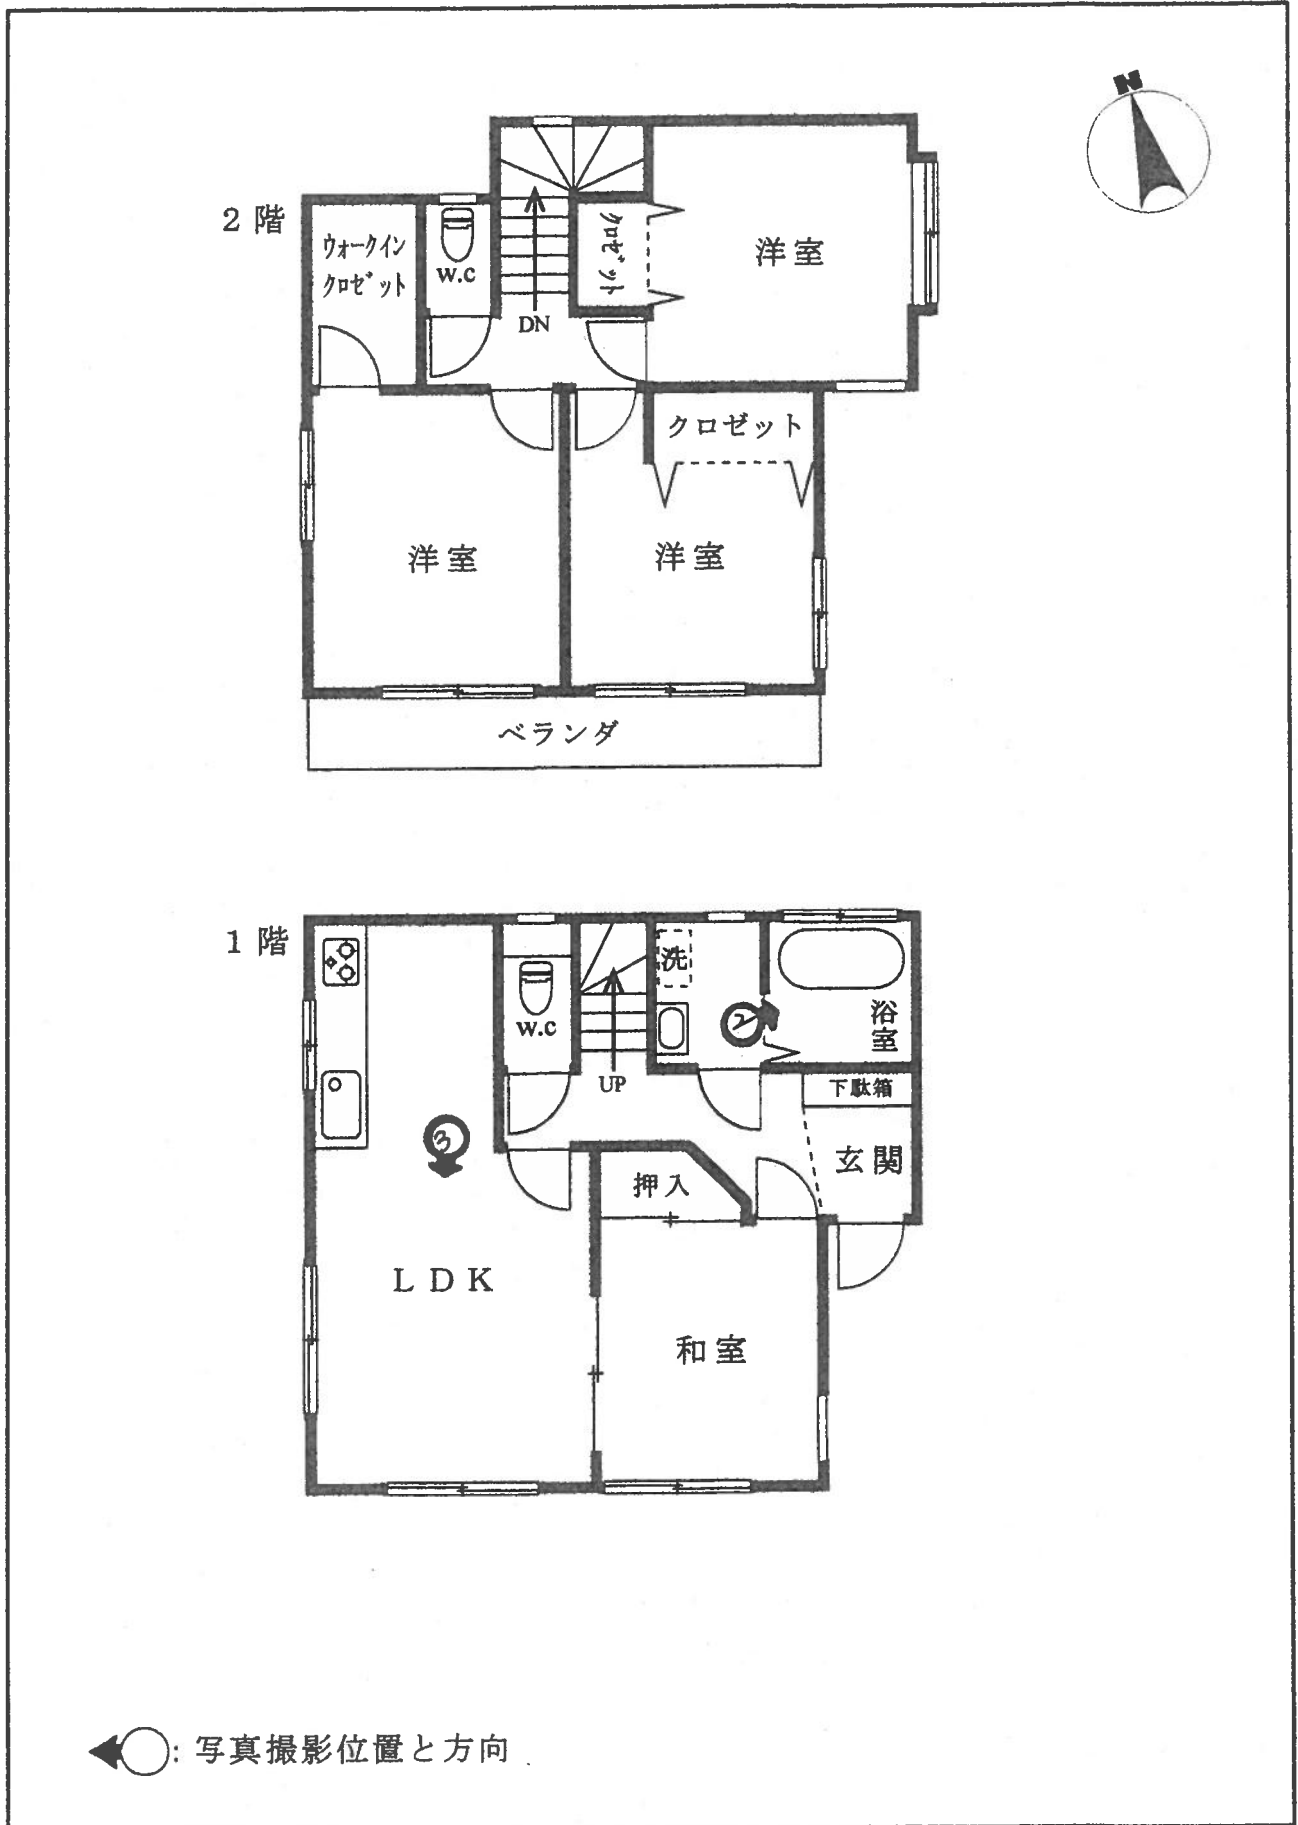 N
2階
ウォークイン
クロゼット
W.C
クロゼット
洋室
DN
クロゼット
洋室
洋室
ベランダ
1階
洗
W.C
2
浴室
UP
下駄箱
3
玄関
押入
LDK
和室
: 写真撮影位置と方向